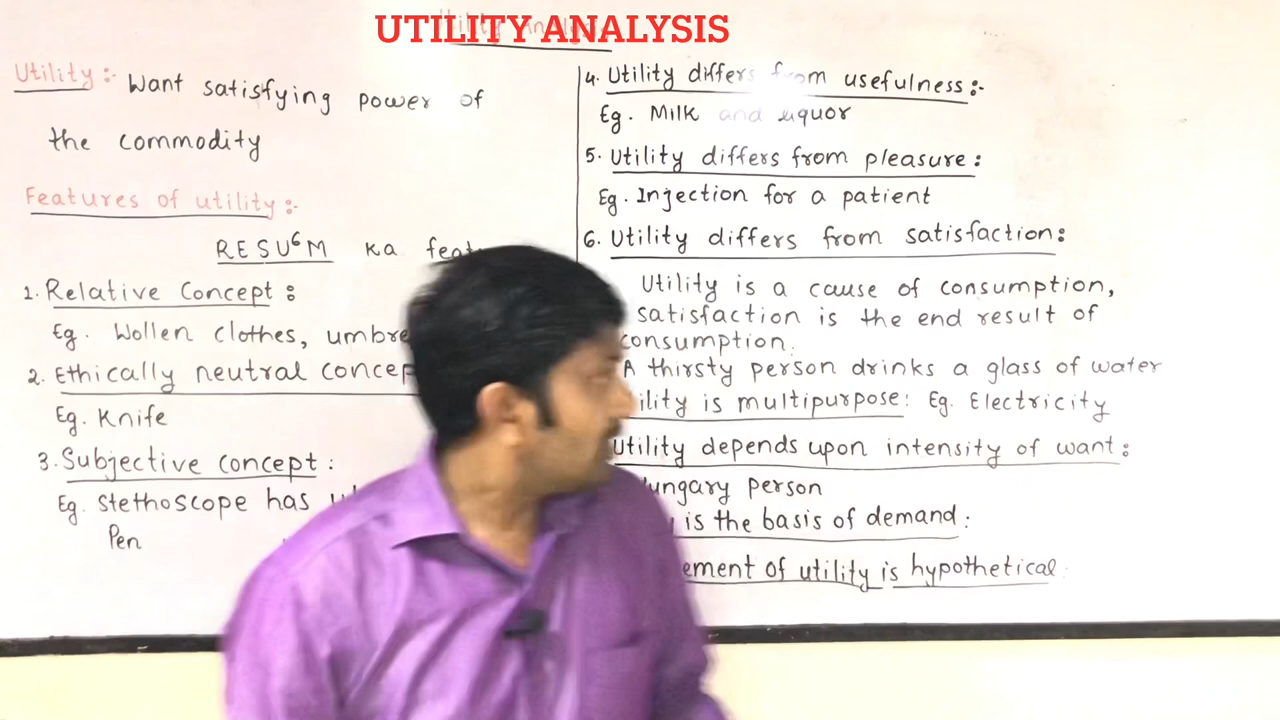 UTILITY ANALYSIS
Utility :- Want satisfying power of
the commodity
Features of utility :-
RESU⁶M ka
1. Relative Concept :
Eg. Wollen clothes,
2. Ethically neutral
Eg. Knife
3. Subjective concept :
Eg. Stethoscope has
Pen
4. Utility differs from usefulness :-
Eg. Milk and liquor
5. Utility differs from pleasure :
Eg. Injection for a patient
6. Utility differs from satisfaction :
Utility is a cause of consumption,
satisfaction is the end result of
consumption.
A thirsty person drinks a glass of water
is multipurpose : Eg. Electricity
Utility depends upon intensity of want :
Hungary person
is the basis of demand :
of utility is hypothetical :